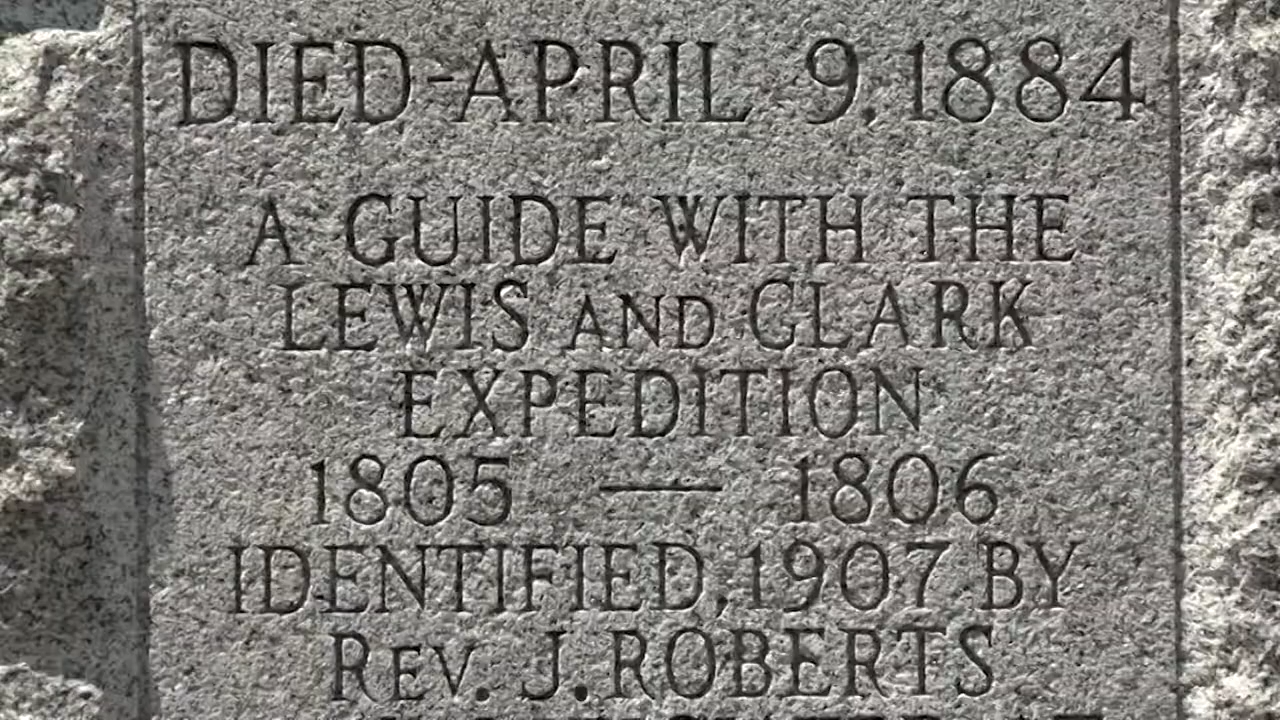 DIED-APRIL 9, 1884
A GUIDE WITH THE
LEWIS AND CLARK
EXPEDITION
1805 — 1806
IDENTIFIED, 1907 BY
REV. J. ROBERTS